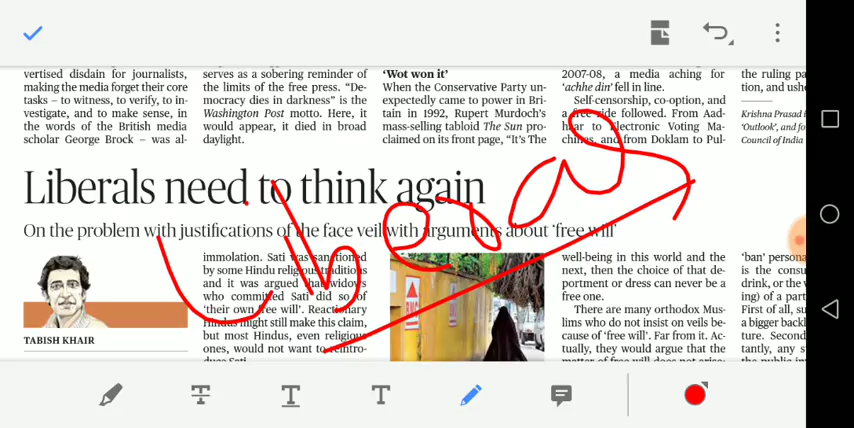 vertised disdain for journalists,
making the media forget their core
tasks – to witness, to verify, to in-
vestigate, and to make sense, in
the words of the British media
scholar George Brock – was al-
serves as a sobering reminder of
the limits of the free press. “De-
mocracy dies in darkness” is the
Washington Post motto. Here, it
would appear, it died in broad
daylight.
‘Wot won it’
When the Conservative Party un-
expectedly came to power in Bri-
tain in 1992, Rupert Murdoch's
mass-selling tabloid The Sun pro-
claimed on its front page, “It's The
2007-08, a media aching for
‘achhe din’ fell in line.
Self-censorship, co-option, and
a free ride followed. From Aad-
haar to Electronic Voting Ma-
chines, and from Doklam to Pul-
the ruling pa
tion, and ushe
Krishna Prasad
‘Outlook’, and fo
Council of India
Liberals need to think again
On the problem with justifications of the face veil with arguments about ‘free will’
TABISH KHAIR
immolation. Sati was sanctioned
by some Hindu religious traditions
and it was argued that widows
who committed Sati did so of
‘their own free will’. Reactionary
Hindus might still make this claim,
but most Hindus, even religious
ones, would not want to reintro-
duce Sati.
well-being in this world and the
next, then the choice of that de-
portment or dress can never be a
free one.
There are many orthodox Mus-
lims who do not insist on veils be-
cause of ‘free will’. Far from it. Ac-
tually, they would argue that the
matter of free will does not arise:
‘ban’ persona
is the consu
drink, or the
ing) of a part
First of all, su
a bigger backl
ture. Second
tantly, any s
the public in
T
T
T